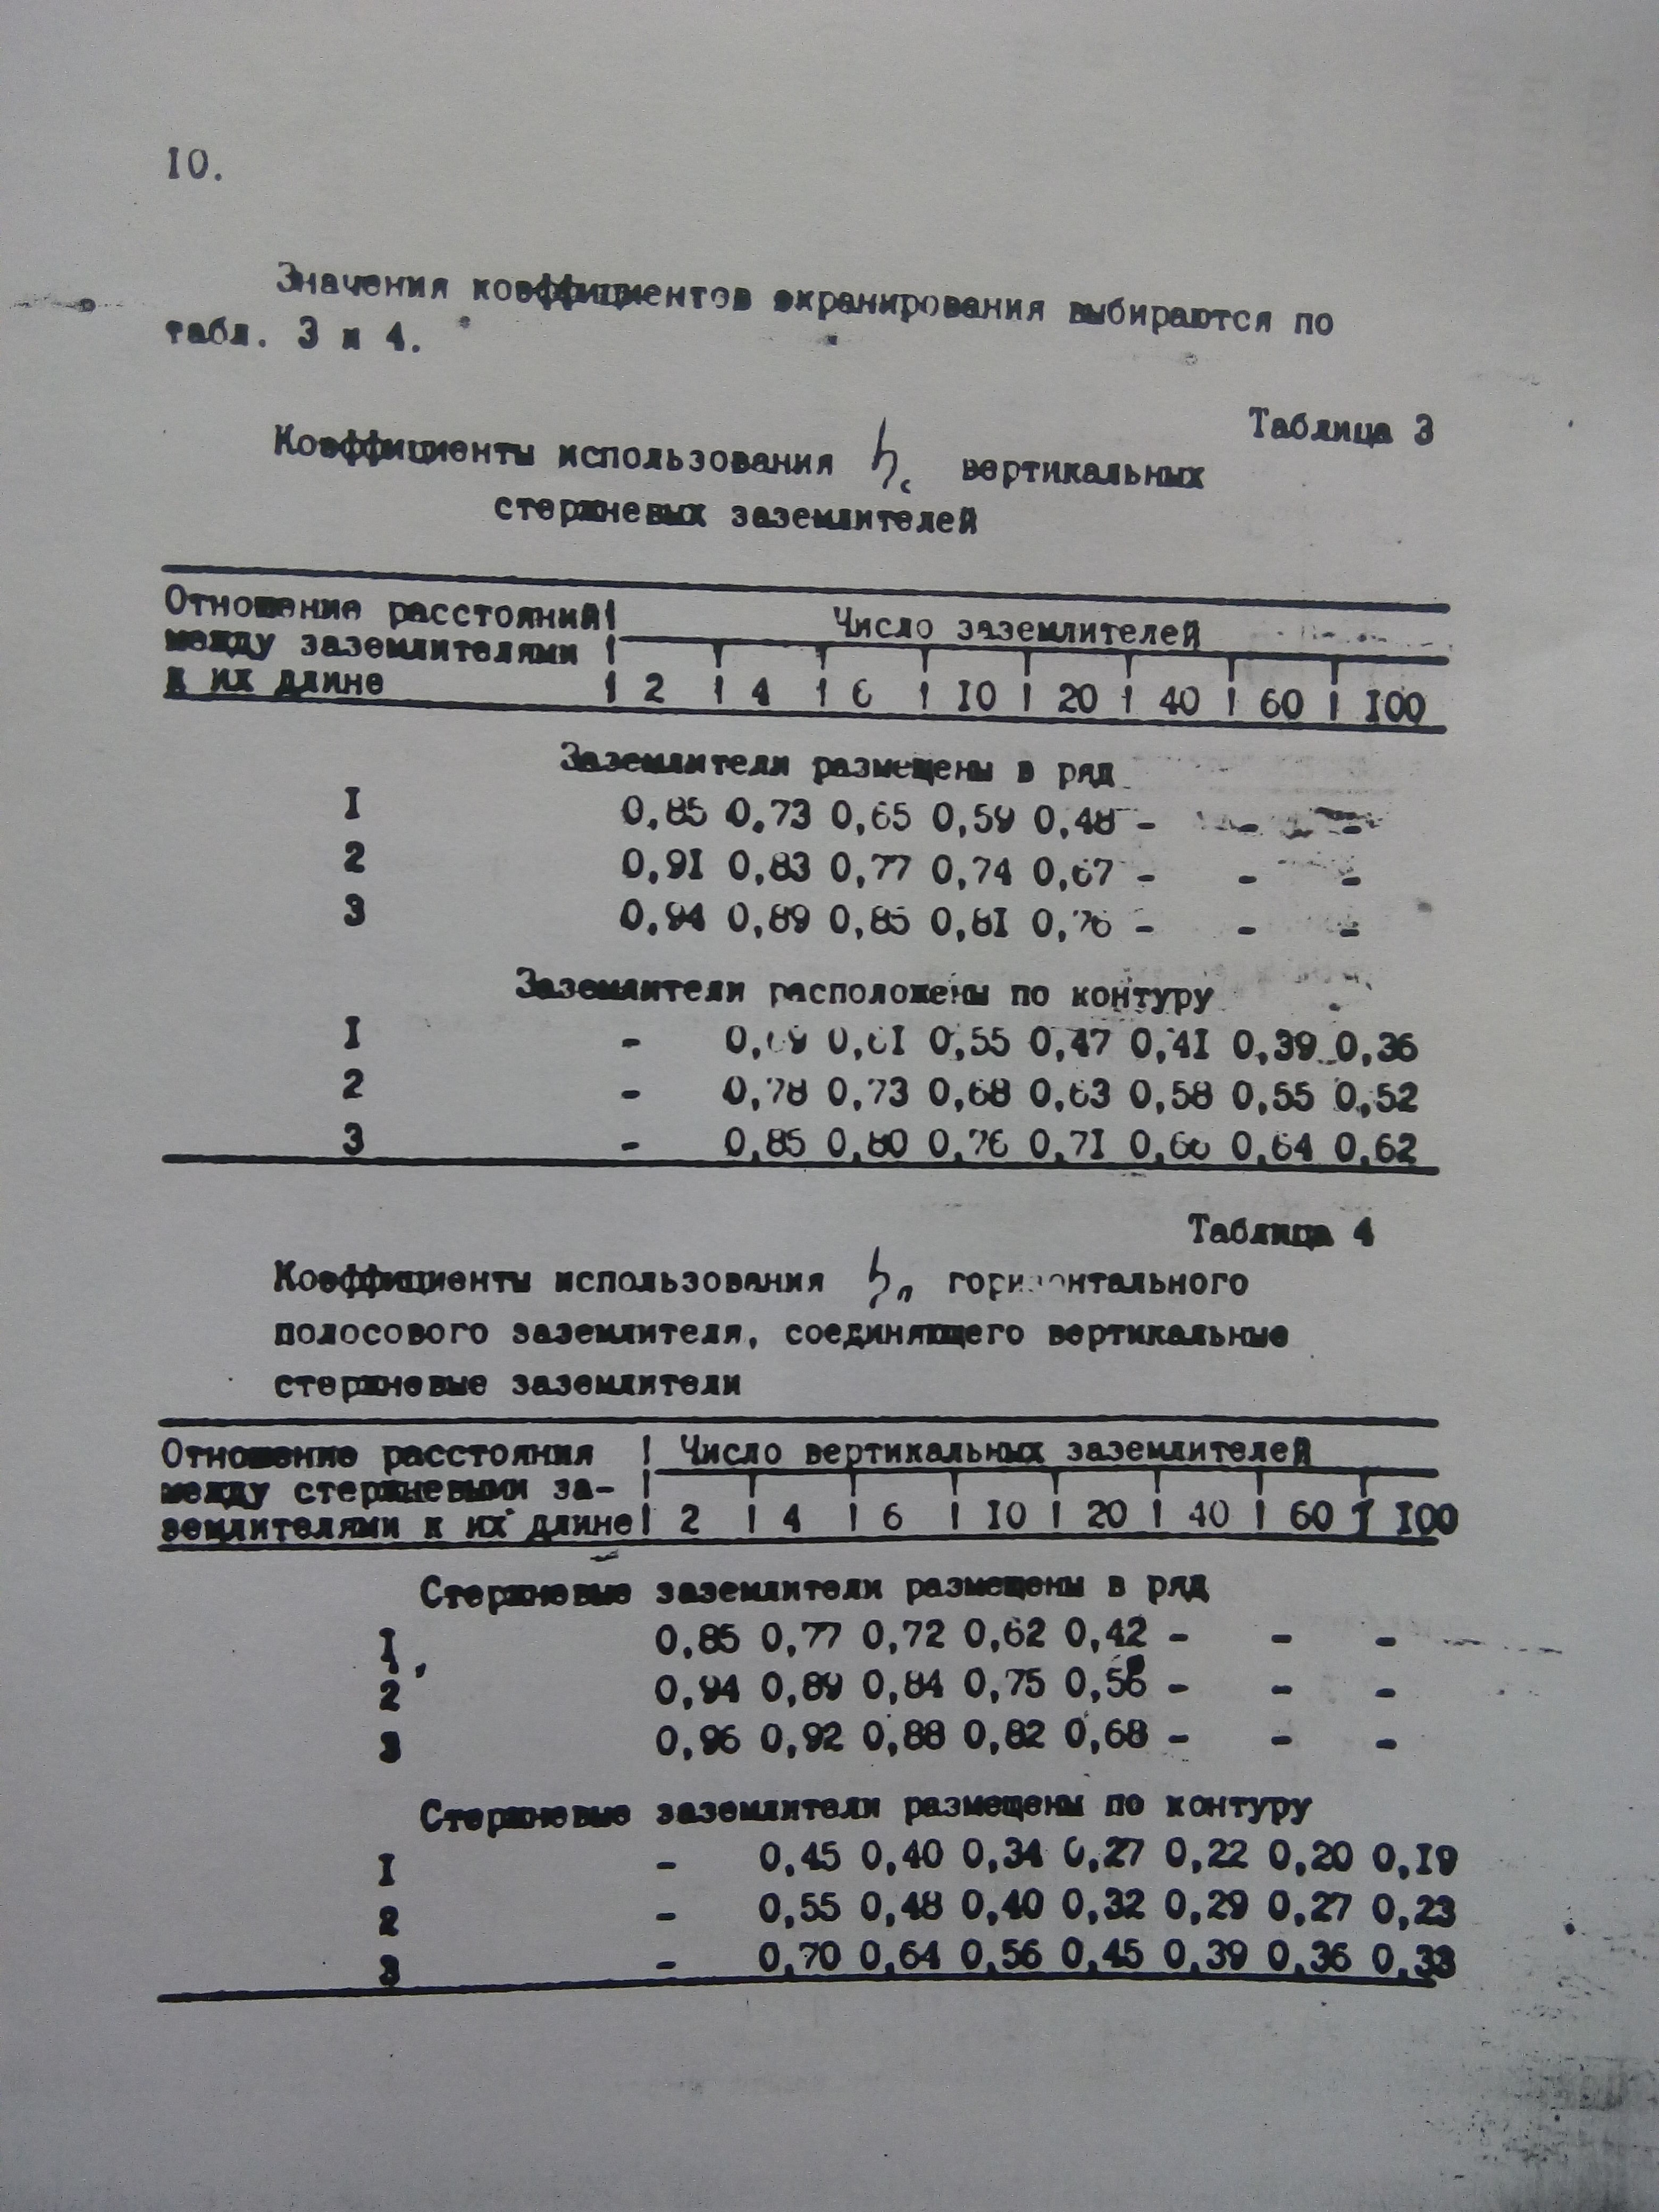 10.
Значения коэффициентов экранирования выбираются по
табл. 3 и 4.
Таблица 3
Коэффициенты использования η с вертикальных
стержневых заземлителей
Отношение расстояний Число заземлителей
между заземлителями
к их длине 2 4 6 10 20 40 60 100
Заземлители размещены в ряд
1 0,85 0,73 0,65 0,59 0,48 - - -
2 0,91 0,83 0,77 0,74 0,67 - - -
3 0,94 0,89 0,85 0,81 0,76 - - -
Заземлители расположены по контуру
1 - 0,69 0,61 0,55 0,47 0,41 0,39 0,36
2 - 0,78 0,73 0,68 0,63 0,58 0,55 0,52
3 - 0,85 0,80 0,76 0,71 0,66 0,64 0,62
Таблица 4
Коэффициенты использования η п горизонтального
полосового заземлителя, соединяющего вертикальные
стержневые заземлители
Отношение расстояния Число вертикальных заземлителей
между стержневыми за-
землителями к их длине 2 4 6 10 20 40 60 100
Стержневые заземлители размещены в ряд
1 0,85 0,77 0,72 0,62 0,42 - - -
2 0,94 0,89 0,84 0,75 0,56 - - -
3 0,96 0,92 0,88 0,82 0,68 - - -
Стержневые заземлители размещены по контуру
1 - 0,45 0,40 0,34 0,27 0,22 0,20 0,19
2 - 0,55 0,48 0,40 0,32 0,29 0,27 0,23
3 - 0,70 0,64 0,56 0,45 0,39 0,36 0,33